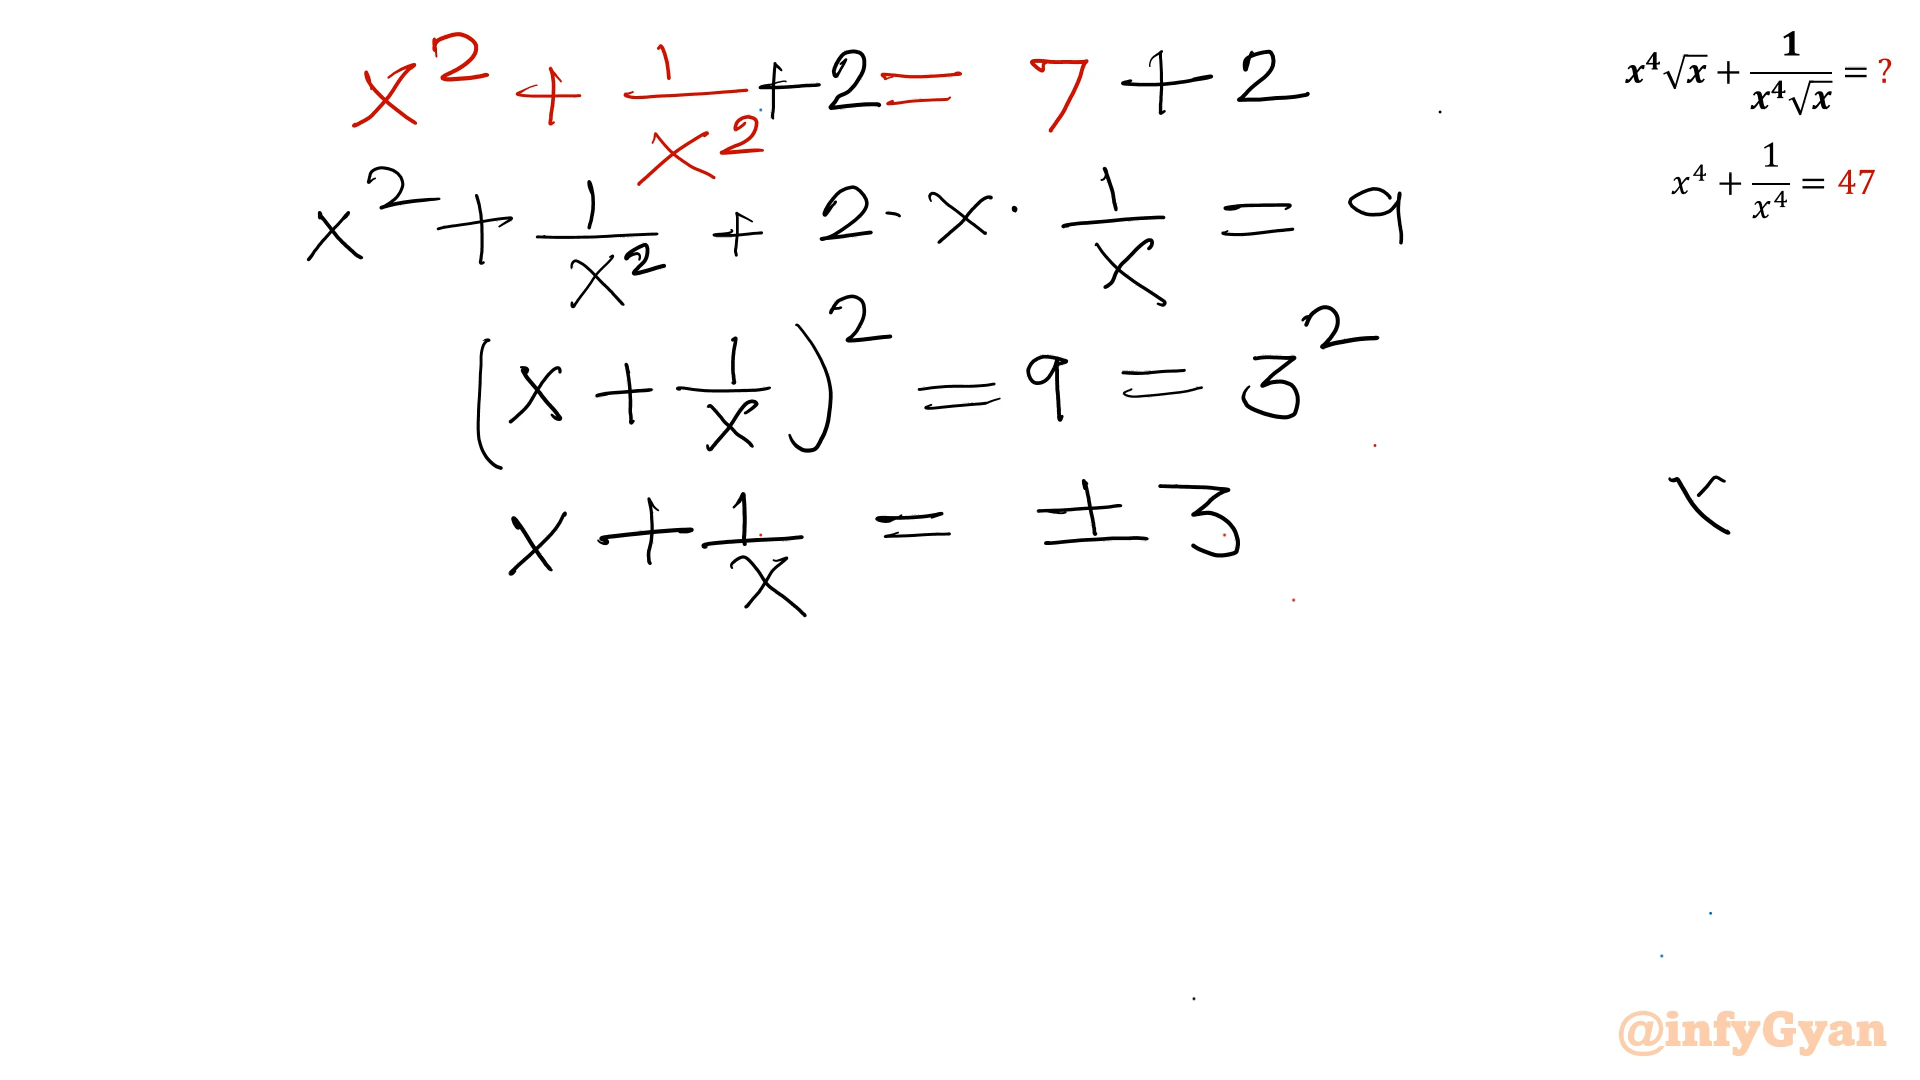 x² + 1/x² + 2 = 7 + 2
x² + 1/x² + 2 · x · 1/x = 9
(x + 1/x)² = 9 = 3²
x + 1/x = ± 3
x⁴√x + 1/(x⁴√x) = ?
x⁴ + 1/x⁴ = 47
@infyGyan